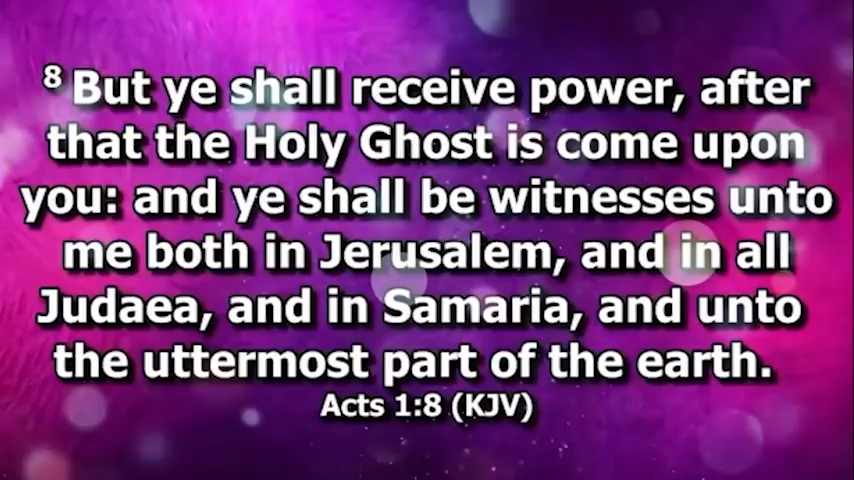 8 But ye shall receive power, after
that the Holy Ghost is come upon
you: and ye shall be witnesses unto
me both in Jerusalem, and in all
Judaea, and in Samaria, and unto
the uttermost part of the earth.
Acts 1:8 (KJV)